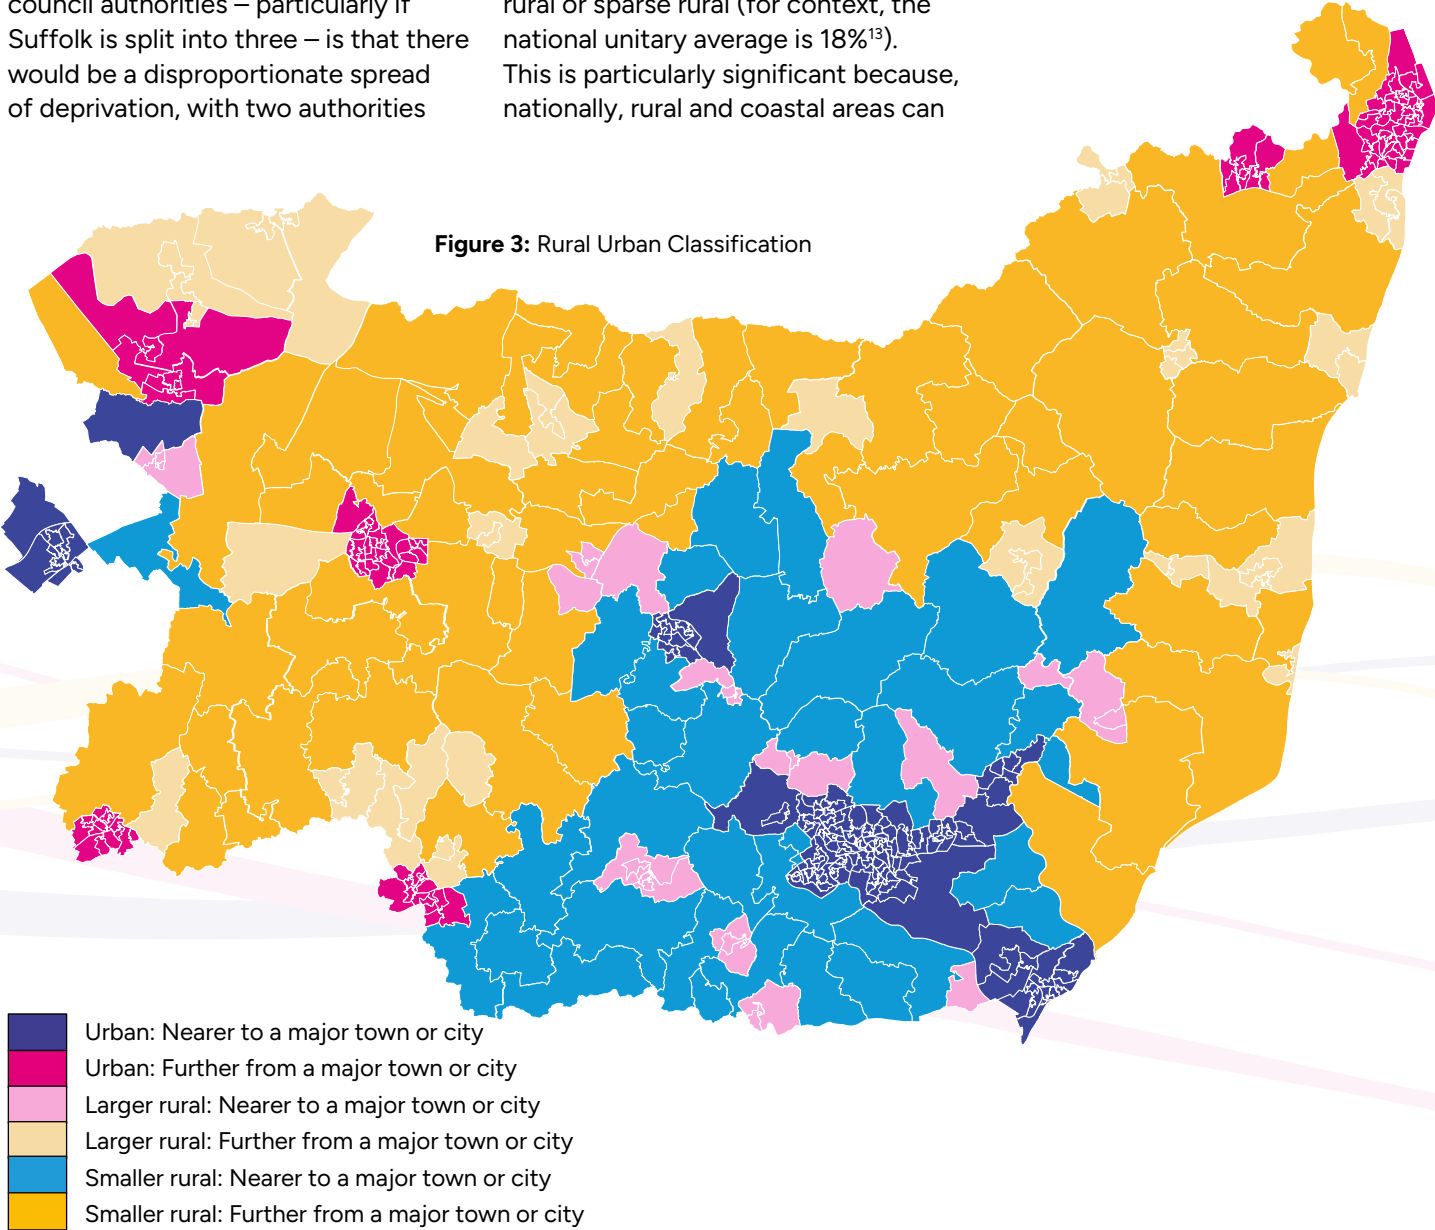 council authorities – particularly if
Suffolk is split into three – is that there
would be a disproportionate spread
of deprivation, with two authorities
rural or sparse rural (for context, the
national unitary average is 18%¹³).
This is particularly significant because,
nationally, rural and coastal areas can
Figure 3: Rural Urban Classification
Urban: Nearer to a major town or city
Urban: Further from a major town or city
Larger rural: Nearer to a major town or city
Larger rural: Further from a major town or city
Smaller rural: Nearer to a major town or city
Smaller rural: Further from a major town or city